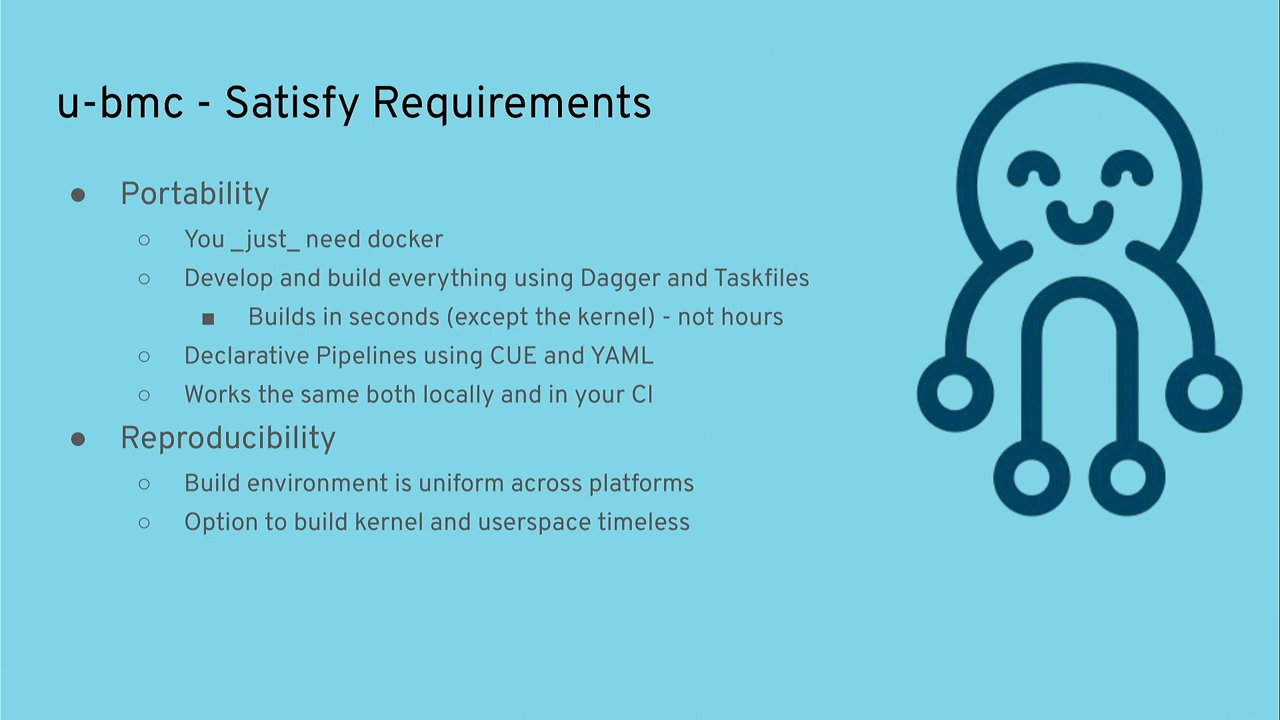 u-bmc - Satisfy Requirements
● Portability
○ You _just_ need docker
○ Develop and build everything using Dagger and Taskfiles
■ Builds in seconds (except the kernel) - not hours
○ Declarative Pipelines using CUE and YAML
○ Works the same both locally and in your CI
● Reproducibility
○ Build environment is uniform across platforms
○ Option to build kernel and userspace timeless